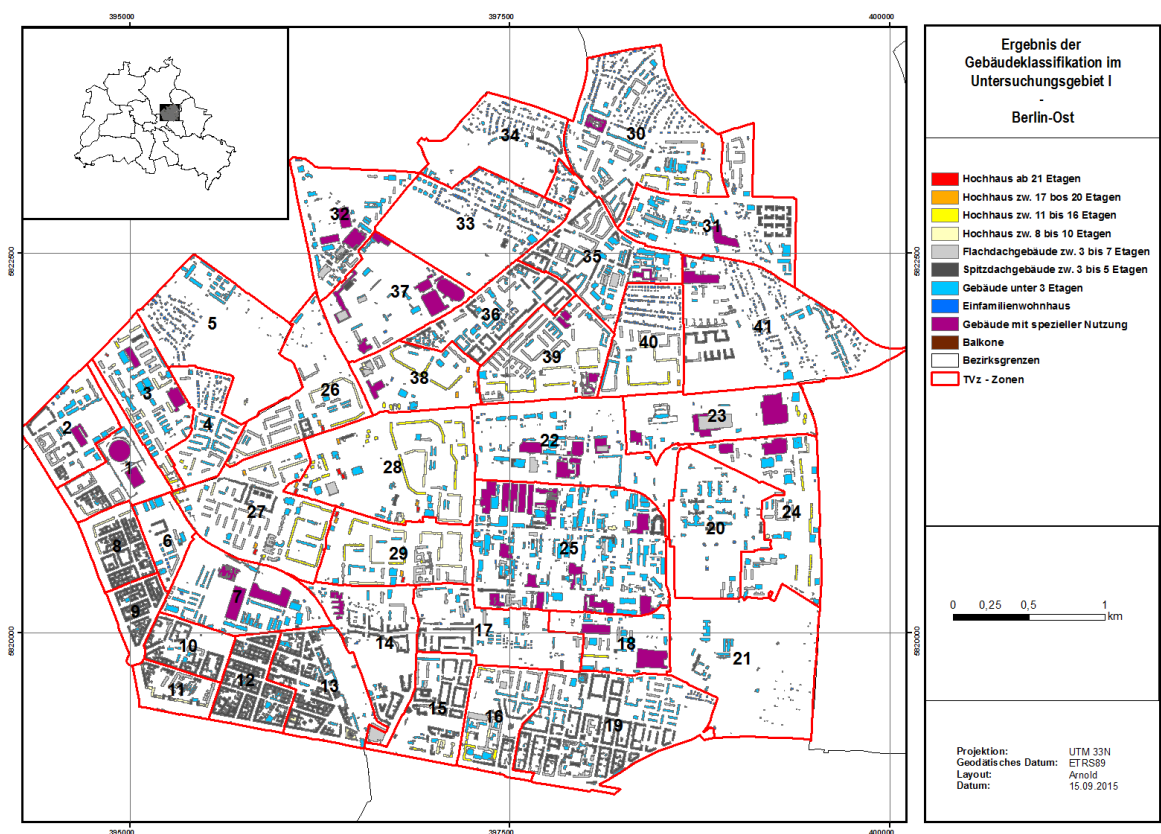 395000 397500 400000
Ergebnis der
Gebäudeklassifikation im
Untersuchungsgebiet I
-
Berlin-Ost
Hochhaus ab 21 Etagen
Hochhaus zw. 17 bos 20 Etagen
Hochhaus zw. 11 bis 16 Etagen
Hochhaus zw. 8 bis 10 Etagen
Flachdachgebäude zw. 3 bis 7 Etagen
Spitzdachgebäude zw. 3 bis 5 Etagen
Gebäude unter 3 Etagen
Einfamilienwohnhaus
Gebäude mit spezieller Nutzung
Balkone
Bezirksgrenzen
TVz - Zonen
0 0,25 0,5 1
km
Projektion: UTM 33N
Geodätisches Datum: ETRS89
Layout: Arnold
Datum: 15.09.2015
34
30
32
33
31
5822500
5822500
35
37
5
36
41
39
40
38
3
26
23
2
4
22
1
28
27
20
24
6
8
25
29
7
9
5820000
5820000
17
14
10
18
21
12
13
11
15
16
19
395000 397500 400000